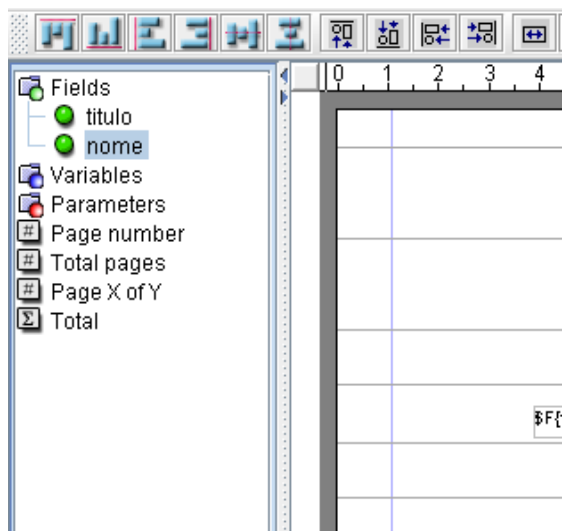 0 1 2 3 4
Fields
titulo
nome
Variables
Parameters
# Page number
# Total pages
# Page X of Y
Σ Total
$F{